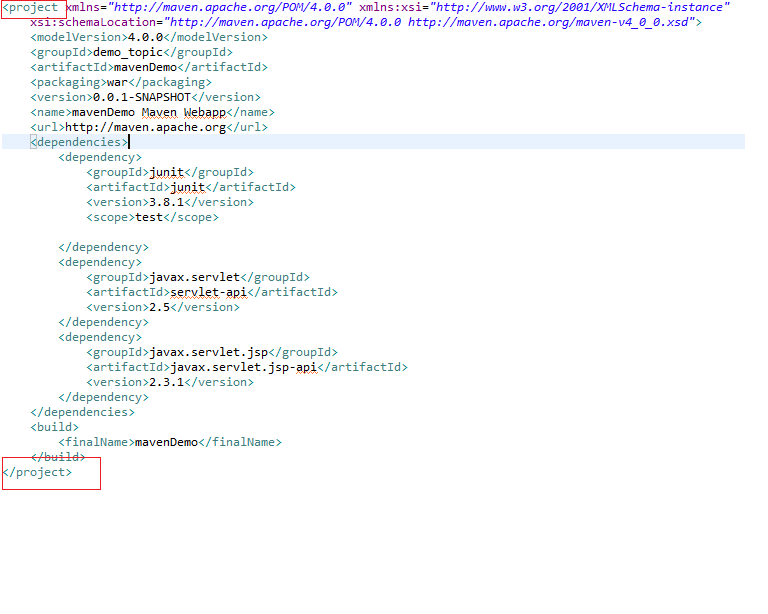 <project xmlns="http://maven.apache.org/POM/4.0.0" xmlns:xsi="http://www.w3.org/2001/XMLSchema-instance"
xsi:schemaLocation="http://maven.apache.org/POM/4.0.0 http://maven.apache.org/maven-v4_0_0.xsd">
<modelVersion>4.0.0</modelVersion>
<groupId>demo_topic</groupId>
<artifactId>mavenDemo</artifactId>
<packaging>war</packaging>
<version>0.0.1-SNAPSHOT</version>
<name>mavenDemo Maven Webapp</name>
<url>http://maven.apache.org</url>
<dependencies>
<dependency>
<groupId>junit</groupId>
<artifactId>junit</artifactId>
<version>3.8.1</version>
<scope>test</scope>
</dependency>
<dependency>
<groupId>javax.servlet</groupId>
<artifactId>servlet-api</artifactId>
<version>2.5</version>
</dependency>
<dependency>
<groupId>javax.servlet.jsp</groupId>
<artifactId>javax.servlet.jsp-api</artifactId>
<version>2.3.1</version>
</dependency>
</dependencies>
<build>
<finalName>mavenDemo</finalName>
</build>
</project>